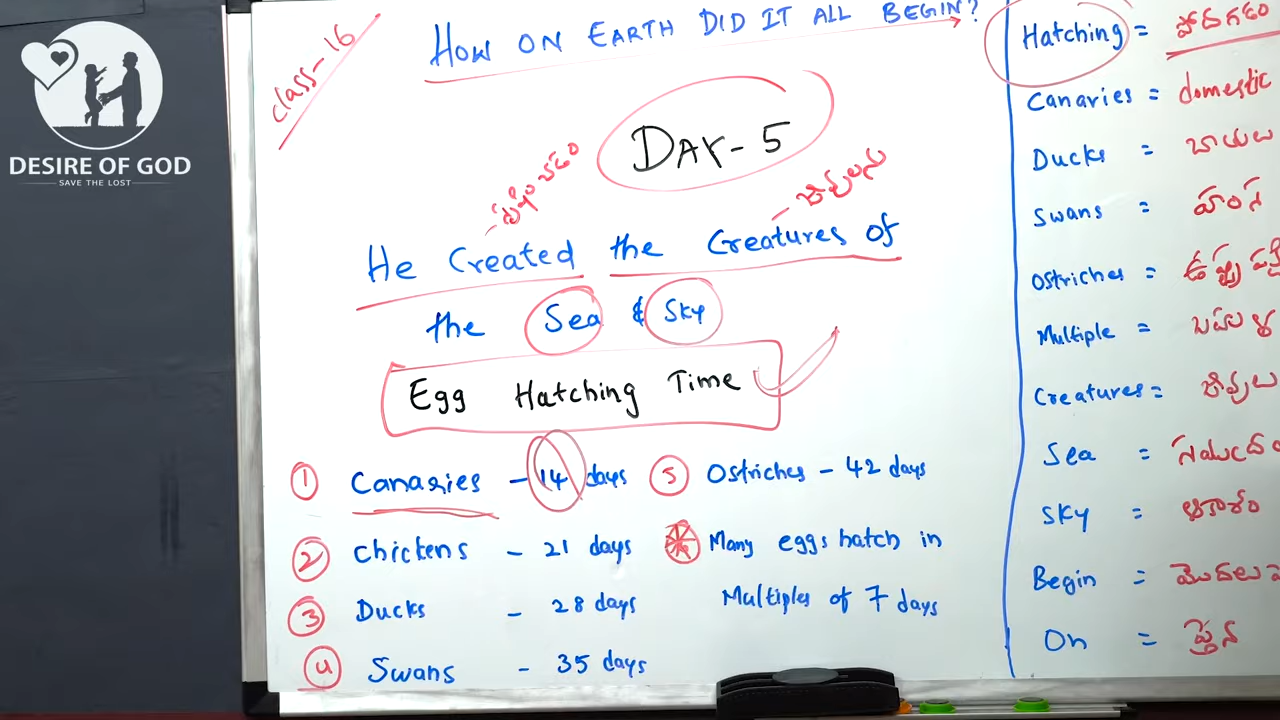 DESIRE OF GOD
SAVE THE LOST
class-16
HOW ON EARTH DID IT ALL BEGIN?
DAY-5
He Created the Creatures of
the Sea & Sky
Egg Hatching Time
1 Canaries - 14 days
2 Chickens - 21 days
3 Ducks - 28 days
4 Swans - 35 days
5 Ostriches - 42 days
Many eggs hatch in
Multiples of 7 days
Hatching = పొదగడం
Canaries = domestic
Ducks =
Swans = హంస
Ostriches =
Multiple =
Creatures =
Sea =
Sky = ఆకాశం
Begin =
On = పైన